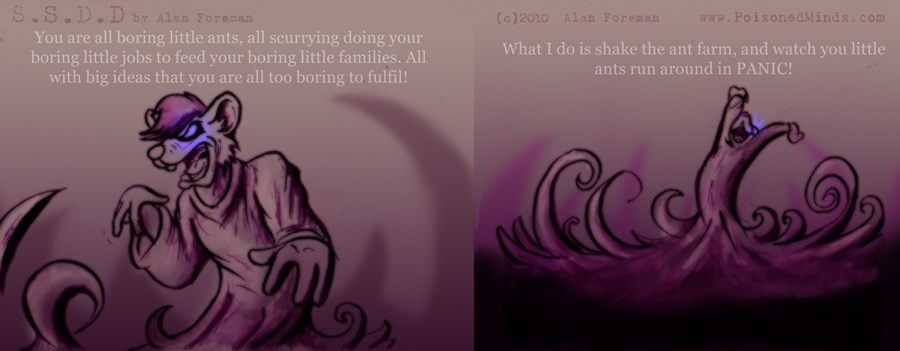 S.S.D.D by Alan Foreman
You are all boring little ants, all scurrying doing your
boring little jobs to feed your boring little families. All
with big ideas that you are all too boring to fulfil!
(c)2010 Alan Foreman www.PoisonedMinds.com
What I do is shake the ant farm, and watch you little
ants run around in PANIC!